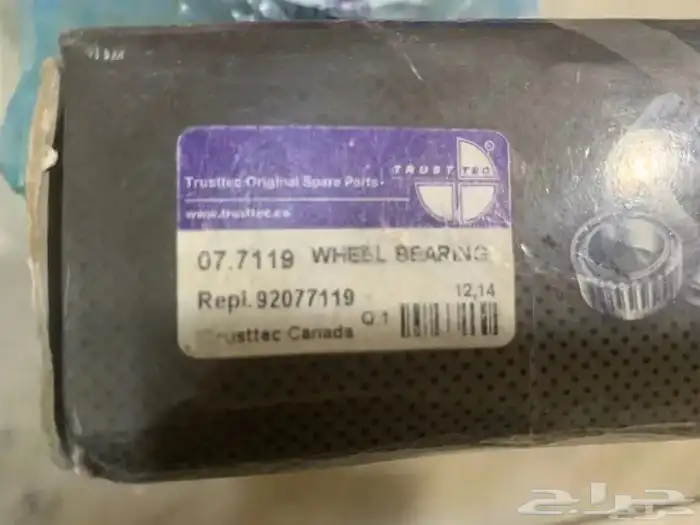 TRUST TEC
®
Trusttec Original Spare Parts.
www.trusttec.ca
07.7119 WHEEL BEARING
Repl. 92077119
12,14
Q.1
Trusttec Canada
حراج